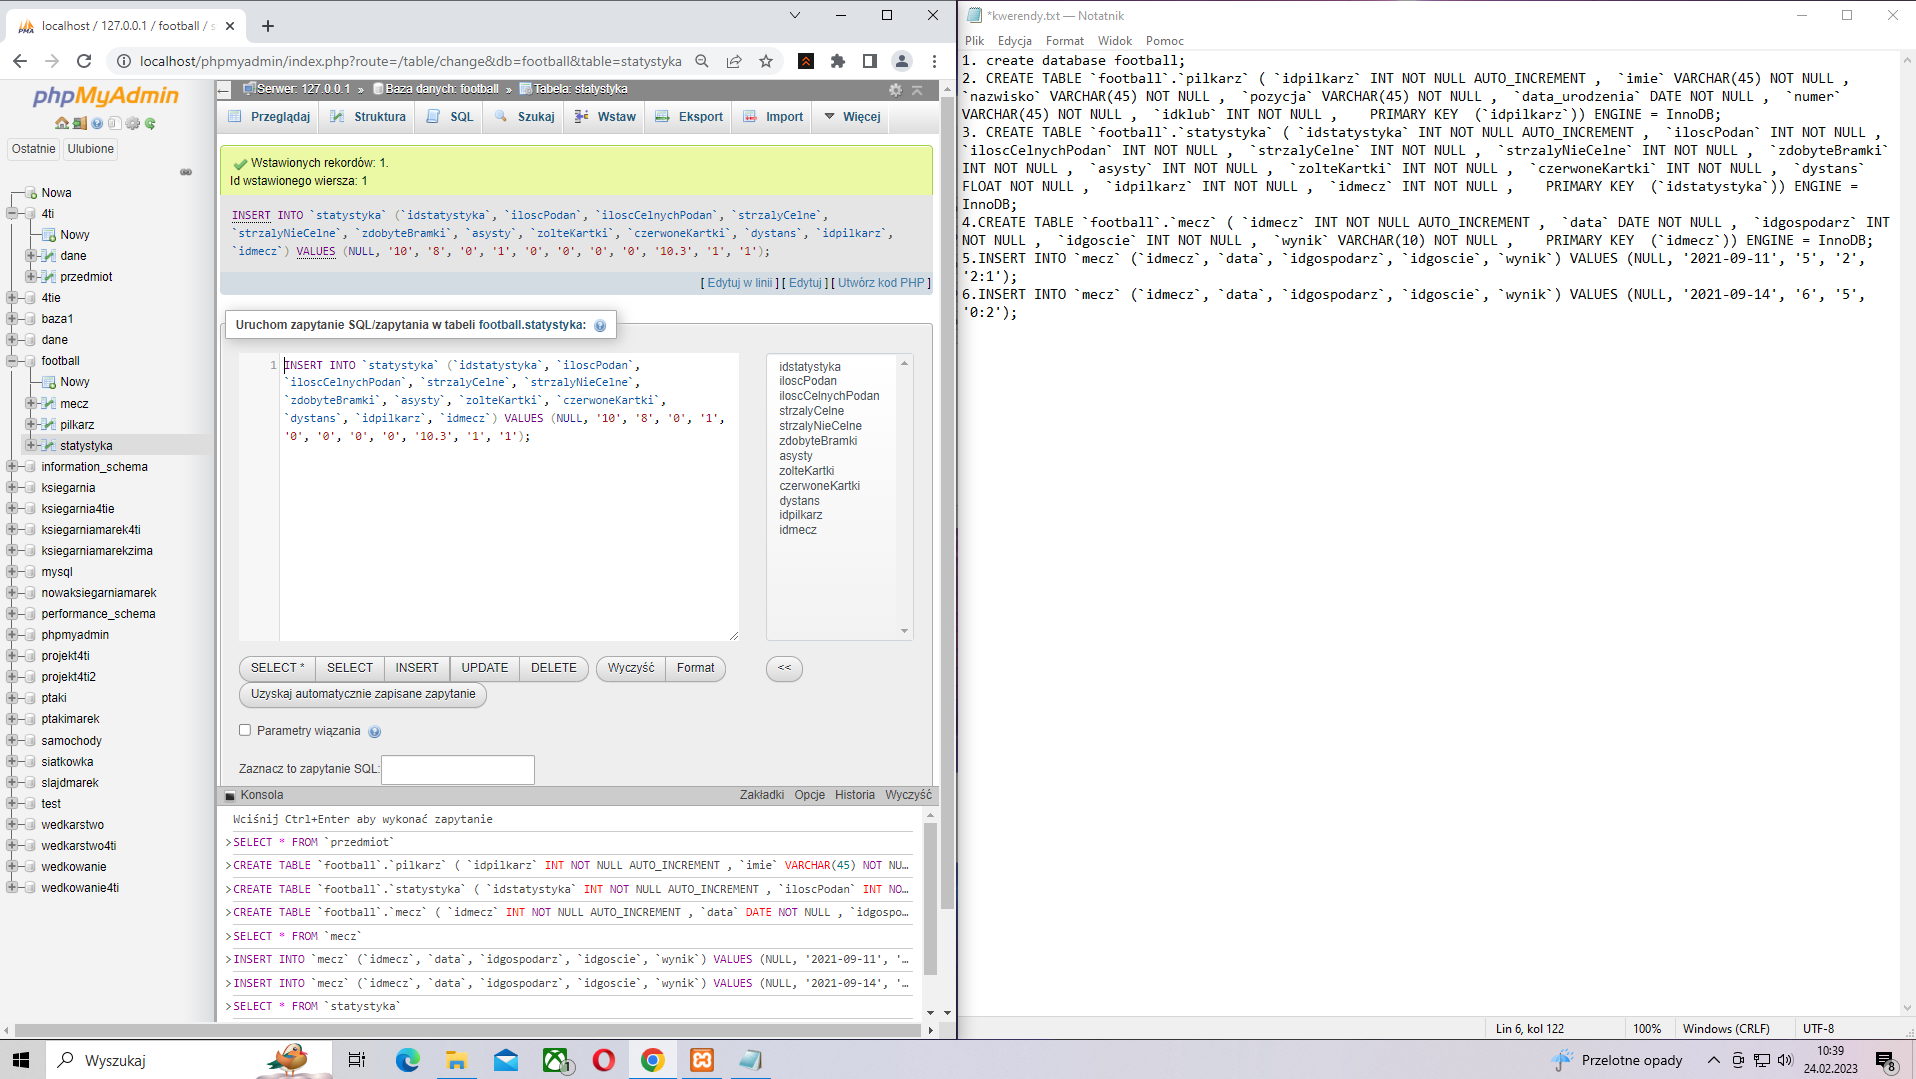 localhost / 127.0.0.1 / football / s
localhost/phpmyadmin/index.php?route=/table/change&db=football&table=statystyka
phpMyAdmin
Ostatnie
Ulubione
Nowa
4ti
Nowy
dane
przedmiot
4tie
baza1
dane
football
Nowy
mecz
pilkarz
statystyka
information_schema
ksiegarnia
ksiegarnia4tie
ksiegarniamarek4ti
ksiegarniamarekzima
mysql
nowaksiegarniamarek
performance_schema
phpmyadmin
projekt4ti
projekt4ti2
ptaki
ptakimarek
samochody
siatkowka
slajdmarek
test
wedkarstwo
wedkarstwo4ti
wedkowanie
wedkowanie4ti
Serwer: 127.0.0.1 » Baza danych: football » Tabela: statystyka
Przeglądaj
Struktura
SQL
Szukaj
Wstaw
Eksport
Import
Więcej
Wstawionych rekordów: 1.
Id wstawionego wiersza: 1
INSERT INTO `statystyka` (`idstatystyka`, `iloscPodan`, `iloscCelnychPodan`, `strzalyCelne`,
`strzalyNieCelne`, `zdobyteBramki`, `asysty`, `zolteKartki`, `czerwoneKartki`, `dystans`, `idpilkarz`,
`idmecz`) VALUES (NULL, '10', '8', '0', '1', '0', '0', '0', '0', '10.3', '1', '1');
[ Edytuj w linii ] [ Edytuj ] [ Utwórz kod PHP ]
Uruchom zapytanie SQL/zapytania w tabeli football.statystyka:
1
INSERT INTO `statystyka` (`idstatystyka`, `iloscPodan`,
`iloscCelnychPodan`, `strzalyCelne`, `strzalyNieCelne`,
`zdobyteBramki`, `asysty`, `zolteKartki`, `czerwoneKartki`,
`dystans`, `idpilkarz`, `idmecz`) VALUES (NULL, '10', '8', '0', '1',
'0', '0', '0', '0', '10.3', '1', '1');
idstatystyka
iloscPodan
iloscCelnychPodan
strzalyCelne
strzalyNieCelne
zdobyteBramki
asysty
zolteKartki
czerwoneKartki
dystans
idpilkarz
idmecz
SELECT *
SELECT
INSERT
UPDATE
DELETE
Wyczyść
Format
<<
Uzyskaj automatycznie zapisane zapytanie
Parametry wiązania
Zaznacz to zapytanie SQL:
Konsola
Zakładki
Opcje
Historia
Wyczyść
Wciśnij Ctrl+Enter aby wykonać zapytanie
>SELECT * FROM `przedmiot`
>CREATE TABLE `football`.`pilkarz` ( `idpilkarz` INT NOT NULL AUTO_INCREMENT , `imie` VARCHAR(45) NOT NU...
>CREATE TABLE `football`.`statystyka` ( `idstatystyka` INT NOT NULL AUTO_INCREMENT , `iloscPodan` INT NO...
>CREATE TABLE `football`.`mecz` ( `idmecz` INT NOT NULL AUTO_INCREMENT , `data` DATE NOT NULL , `idgospo...
>SELECT * FROM `mecz`
>INSERT INTO `mecz` (`idmecz`, `data`, `idgospodarz`, `idgoscie`, `wynik`) VALUES (NULL, '2021-09-11', '...
>INSERT INTO `mecz` (`idmecz`, `data`, `idgospodarz`, `idgoscie`, `wynik`) VALUES (NULL, '2021-09-14', '...
>SELECT * FROM `statystyka`
*kwerendy.txt — Notatnik
Plik Edycja Format Widok Pomoc
1. create database football;
2. CREATE TABLE `football`.`pilkarz` ( `idpilkarz` INT NOT NULL AUTO_INCREMENT , `imie` VARCHAR(45) NOT NULL ,
`nazwisko` VARCHAR(45) NOT NULL , `pozycja` VARCHAR(45) NOT NULL , `data_urodzenia` DATE NOT NULL , `numer`
VARCHAR(45) NOT NULL , `idklub` INT NOT NULL , PRIMARY KEY (`idpilkarz`)) ENGINE = InnoDB;
3. CREATE TABLE `football`.`statystyka` ( `idstatystyka` INT NOT NULL AUTO_INCREMENT , `iloscPodan` INT NOT NULL ,
`iloscCelnychPodan` INT NOT NULL , `strzalyCelne` INT NOT NULL , `strzalyNieCelne` INT NOT NULL , `zdobyteBramki`
INT NOT NULL , `asysty` INT NOT NULL , `zolteKartki` INT NOT NULL , `czerwoneKartki` INT NOT NULL , `dystans`
FLOAT NOT NULL , `idpilkarz` INT NOT NULL , `idmecz` INT NOT NULL , PRIMARY KEY (`idstatystyka`)) ENGINE =
InnoDB;
4.CREATE TABLE `football`.`mecz` ( `idmecz` INT NOT NULL AUTO_INCREMENT , `data` DATE NOT NULL , `idgospodarz` INT
NOT NULL , `idgoscie` INT NOT NULL , `wynik` VARCHAR(10) NOT NULL , PRIMARY KEY (`idmecz`)) ENGINE = InnoDB;
5.INSERT INTO `mecz` (`idmecz`, `data`, `idgospodarz`, `idgoscie`, `wynik`) VALUES (NULL, '2021-09-11', '5', '2',
'2:1');
6.INSERT INTO `mecz` (`idmecz`, `data`, `idgospodarz`, `idgoscie`, `wynik`) VALUES (NULL, '2021-09-14', '6', '5',
'0:2');
Lin 6, kol 122
100%
Windows (CRLF)
UTF-8
Wyszukaj
1
Przelotne opady
10:39
24.02.2023
8